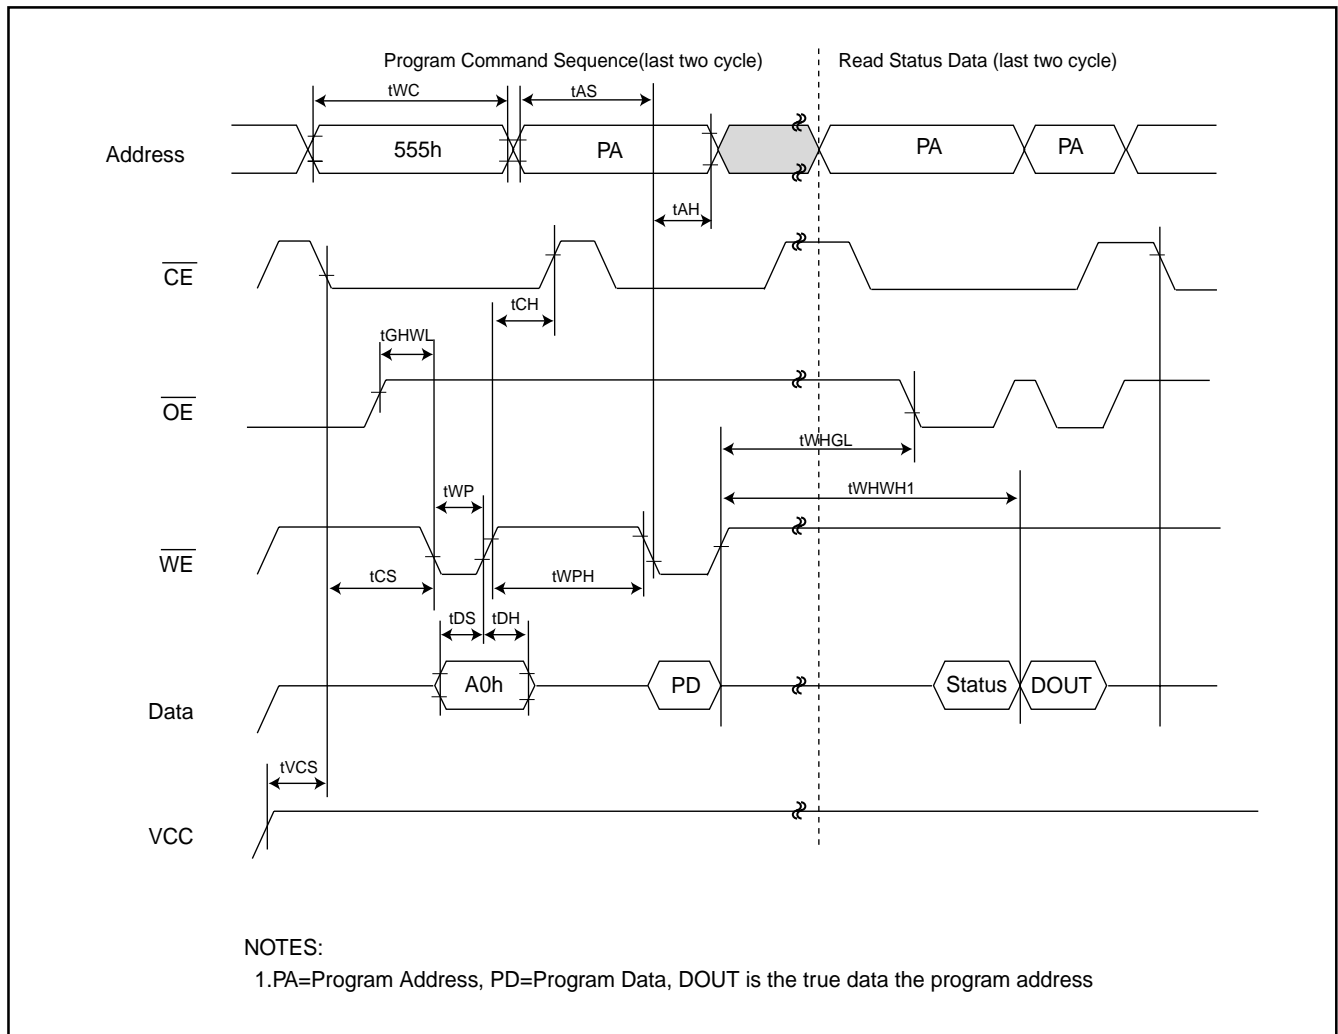 Program Command Sequence(last two cycle) Read Status Data (last two cycle)
tWC tAS
Address 555h PA PA PA
tAH
CE
tCH
tGHWL
OE
tWHGL
tWP tWHWH1
WE
tCS tWPH
tDS tDH
A0h PD Status DOUT
Data
tVCS
VCC
NOTES:
1.PA=Program Address, PD=Program Data, DOUT is the true data the program address